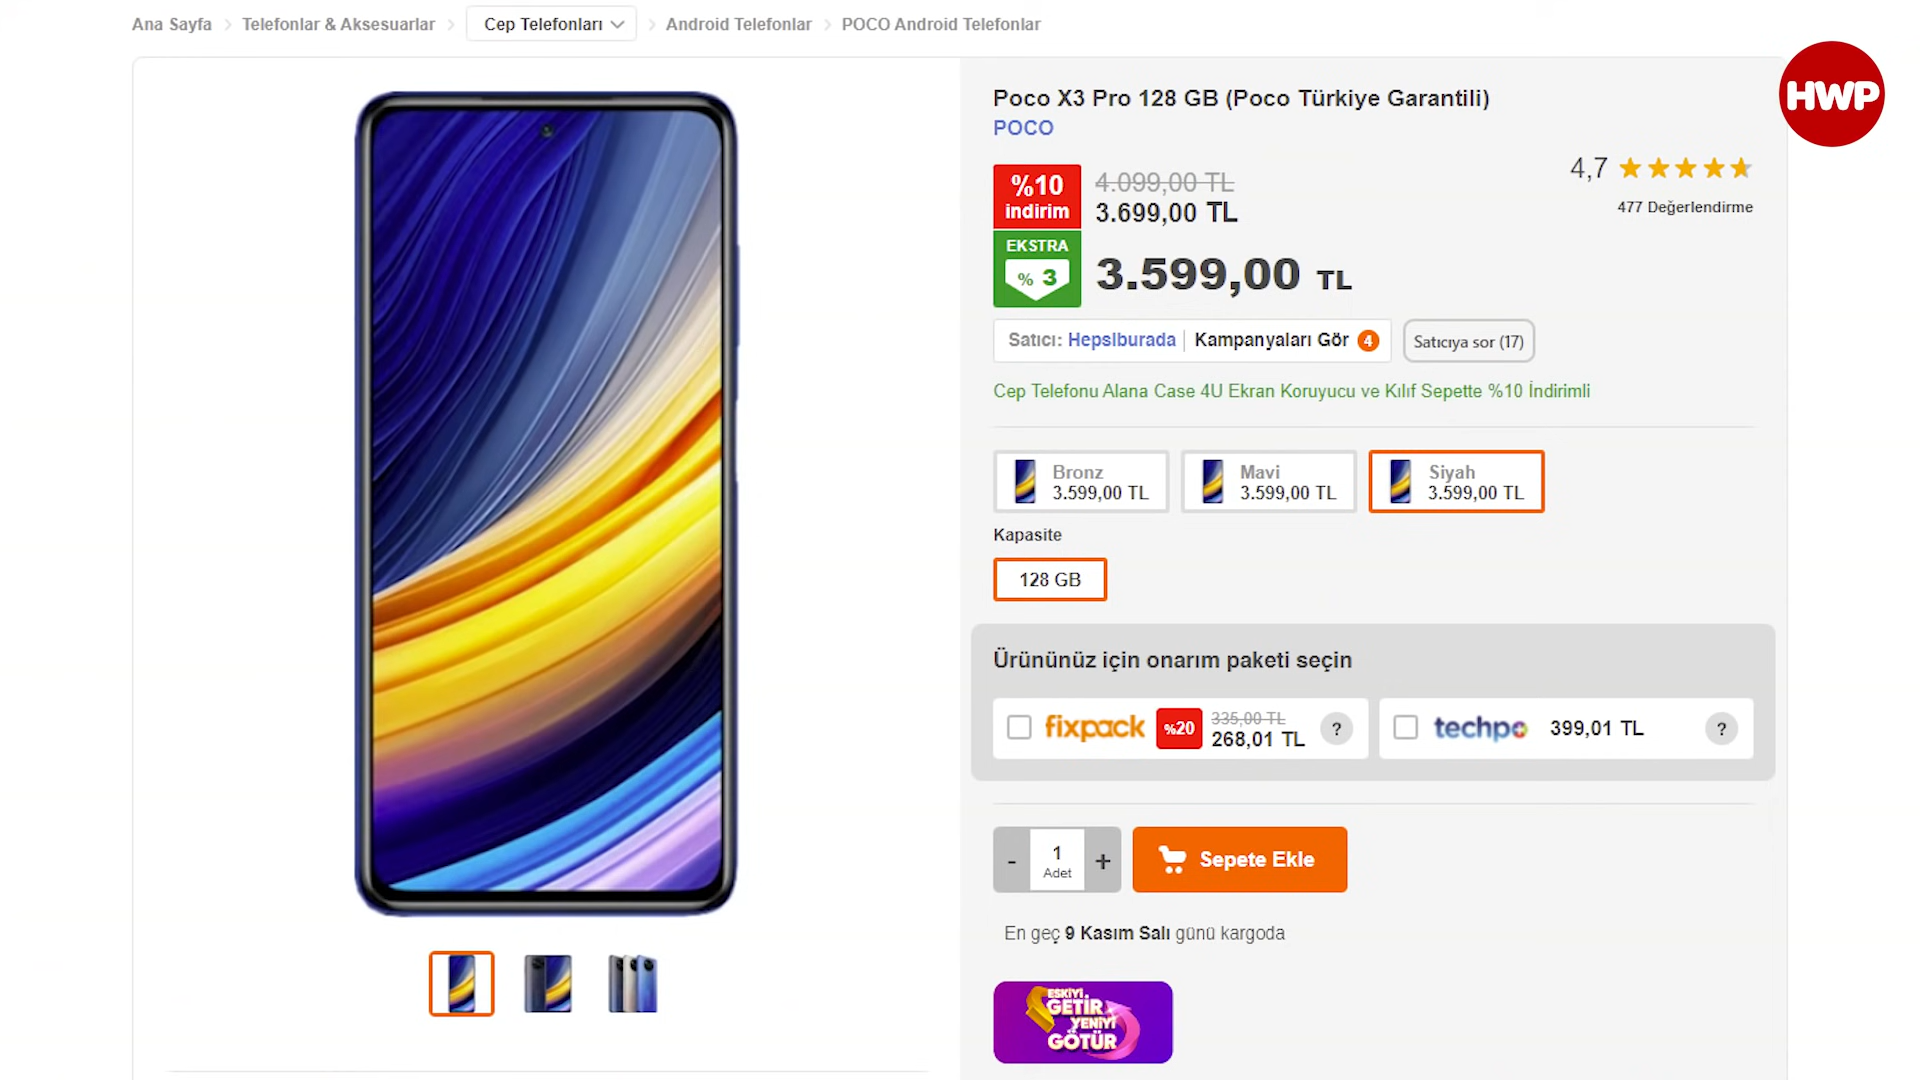 Ana Sayfa > Telefonlar & Aksesuarlar > Cep Telefonları > Android Telefonlar > POCO Android Telefonlar
HWP
Poco X3 Pro 128 GB (Poco Türkiye Garantili)
POCO
4,7
477 Değerlendirme
%10
indirim
4.099,00 TL
3.699,00 TL
EKSTRA
% 3
3.599,00 TL
Satıcı: Hepsiburada | Kampanyaları Gör 4
Satıcıya sor (17)
Cep Telefonu Alana Case 4U Ekran Koruyucu ve Kılıf Sepette %10 İndirimli
Bronz
3.599,00 TL
Mavi
3.599,00 TL
Siyah
3.599,00 TL
Kapasite
128 GB
Ürününüz için onarım paketi seçin
fixpack %20
335,00 TL
268,01 TL
?
techpo 399,01 TL ?
- 1 +
Adet
Sepete Ekle
En geç 9 Kasım Salı günü kargoda
ESKİYİ
GETİR
YENİYİ
GÖTÜR